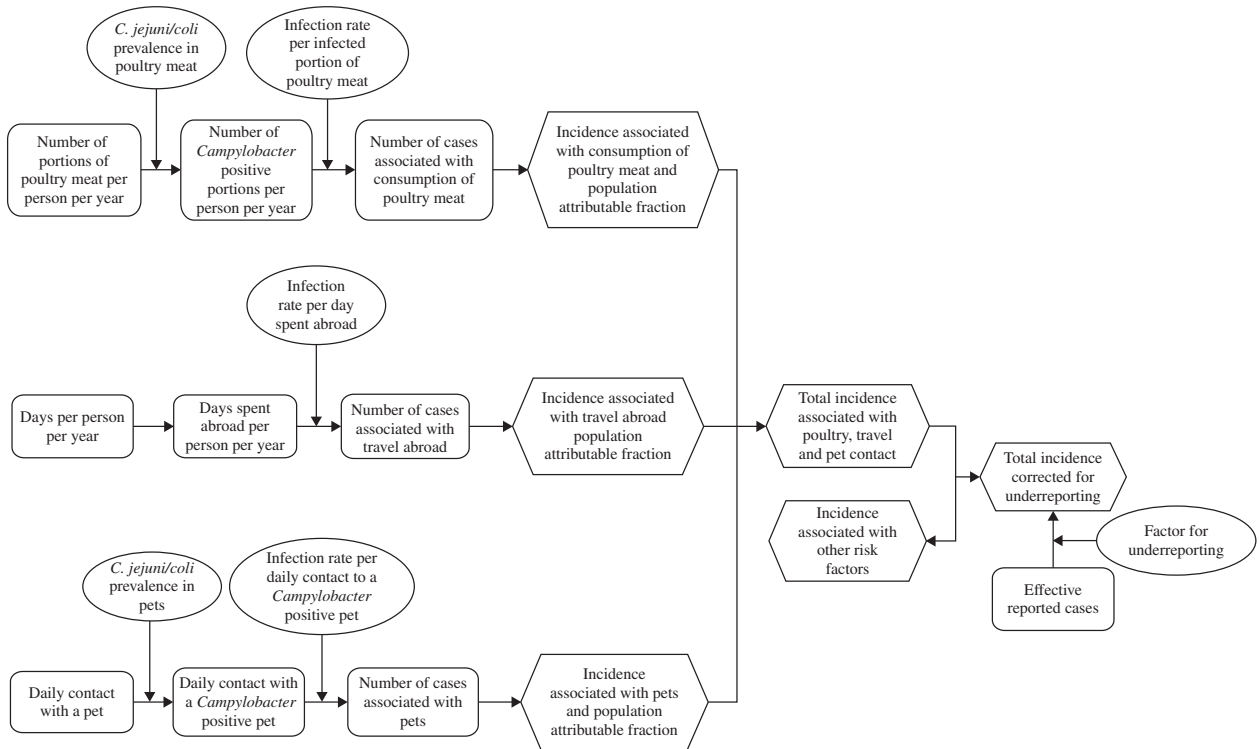 C. jejuni/coli
prevalence in
poultry meat
Infection rate
per infected
portion of
poultry meat
Number of
portions of
poultry meat per
person per year
Number of
Campylobacter
positive
portions per
person per year
Number of cases
associated with
consumption of
poultry meat
Incidence associated
with consumption of
poultry meat and
population
attributable fraction
Infection
rate per day
spent abroad
Days per person
per year
Days spent
abroad per
person per year
Number of cases
associated with
travel abroad
Incidence associated
with travel abroad
population
attributable fraction
Total incidence
associated with
poultry, travel
and pet contact
Total incidence
corrected for
underreporting
Incidence
associated with
other risk
factors
Factor for
underreporting
Effective
reported cases
C. jejuni/coli
prevalence in
pets
Infection rate per
daily contact to a
Campylobacter
positive pet
Daily contact
with a pet
Daily contact with
a Campylobacter
positive pet
Number of cases
associated with
pets
Incidence
associated with pets
and population
attributable fraction